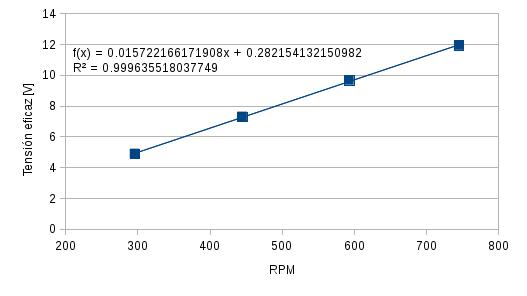 14
12
10
8
6
4
2
0
f(x) = 0.015722166171908x + 0.282154132150982
R² = 0.999635518037749
Tensión eficaz [V]
200 300 400 500 600 700 800
RPM